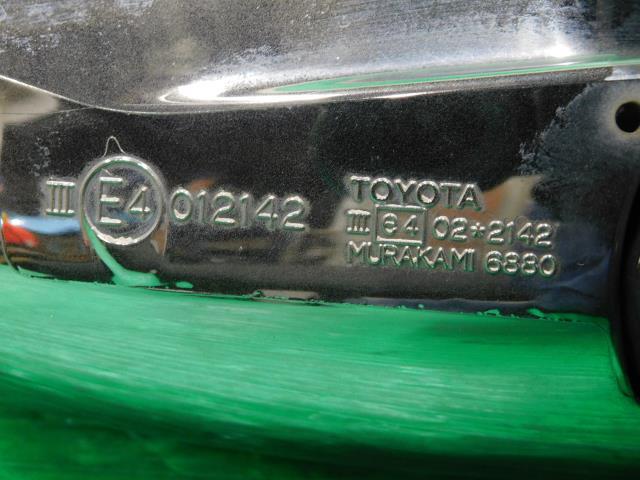 III E4 012142
TOYOTA
III e4 02*2142
MURAKAMI 6880